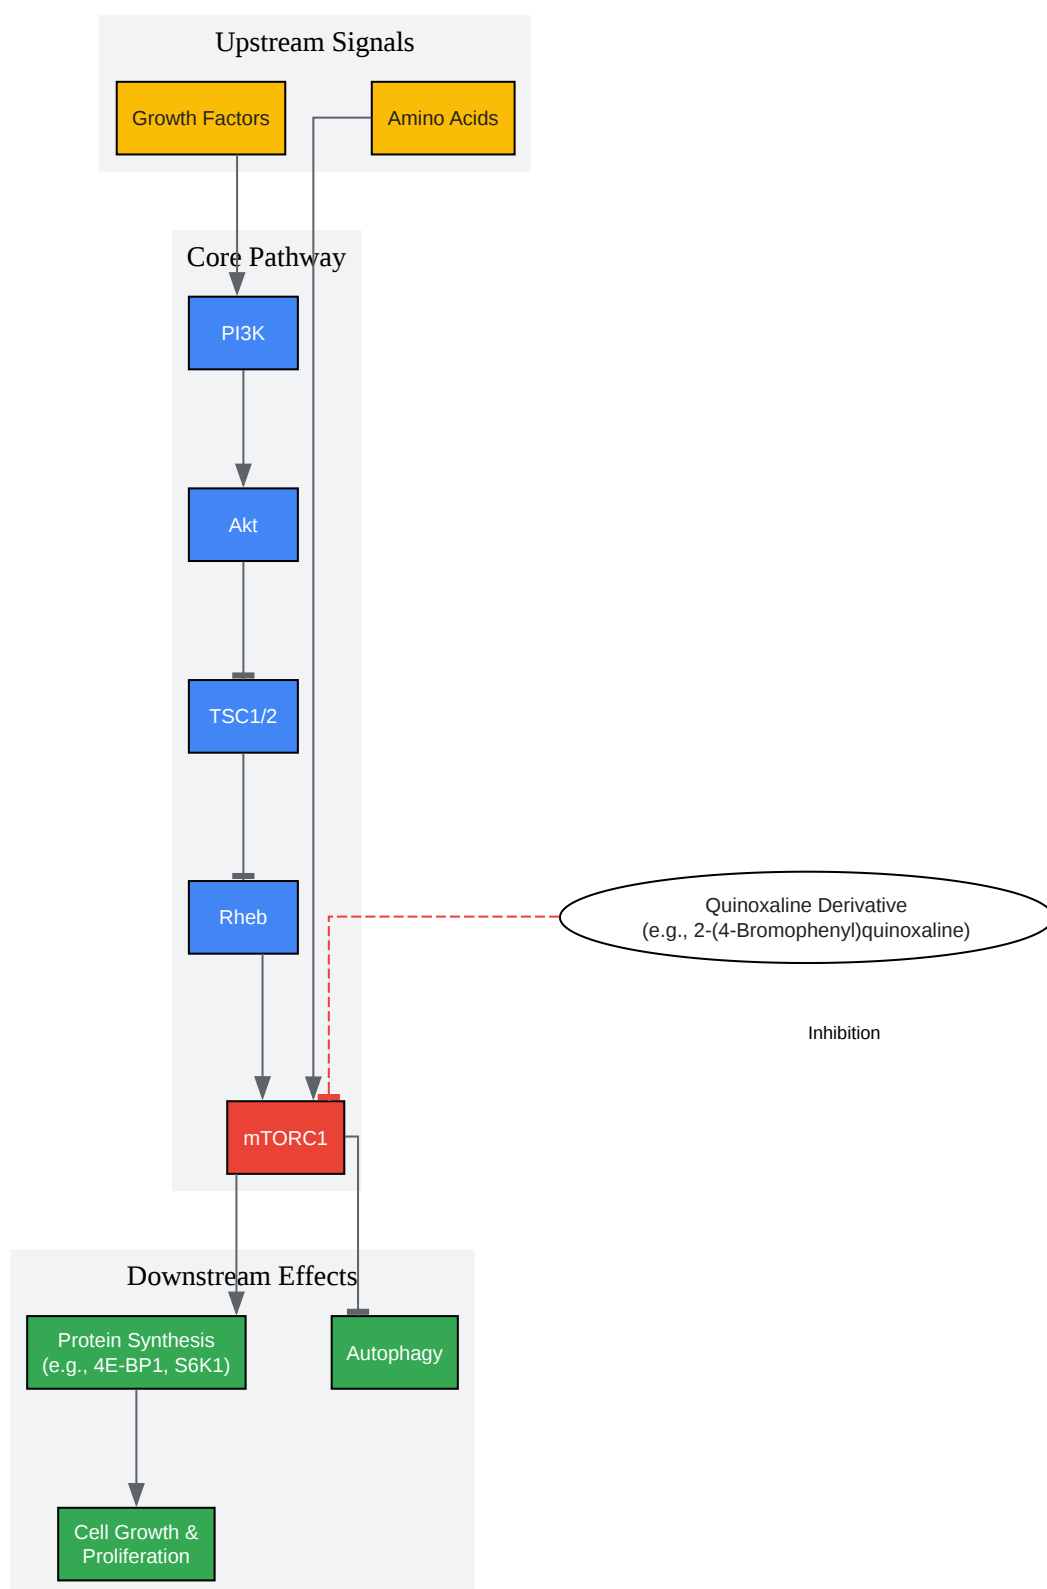 Upstream Signals
Growth Factors
Amino Acids
Core Pathway
PI3K
Akt
TSC1/2
Rheb
Quinoxaline Derivative
(e.g., 2-(4-Bromophenyl)quinoxaline)
Inhibition
mTORC1
Downstream Effects
Protein Synthesis
(e.g., 4E-BP1, S6K1)
Autophagy
Cell Growth &
Proliferation